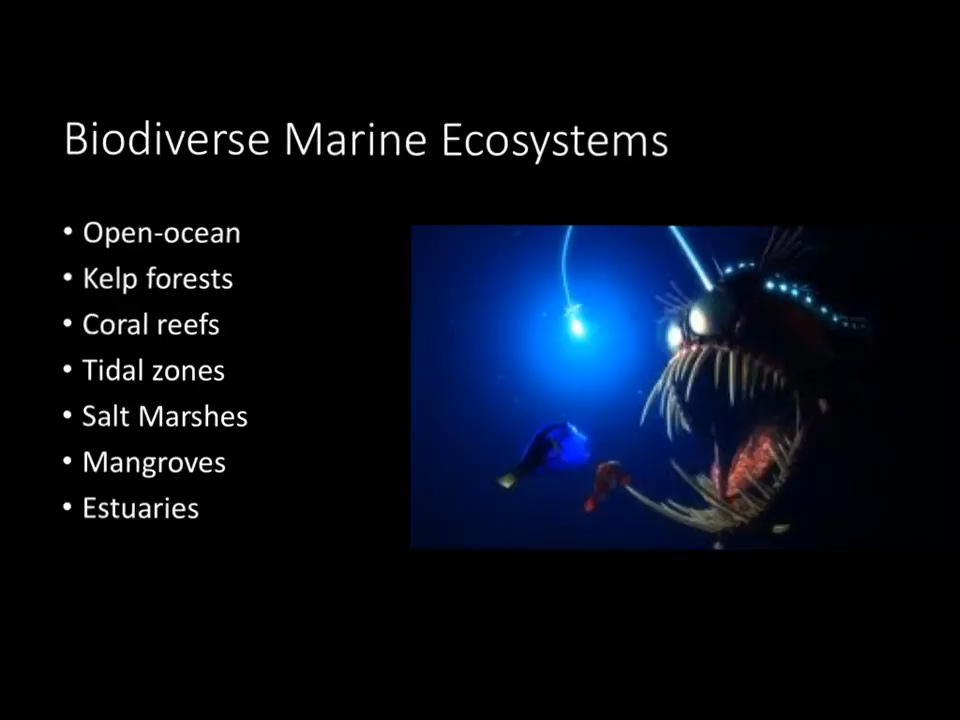 Biodiverse Marine Ecosystems
• Open-ocean
• Kelp forests
• Coral reefs
• Tidal zones
• Salt Marshes
• Mangroves
• Estuaries